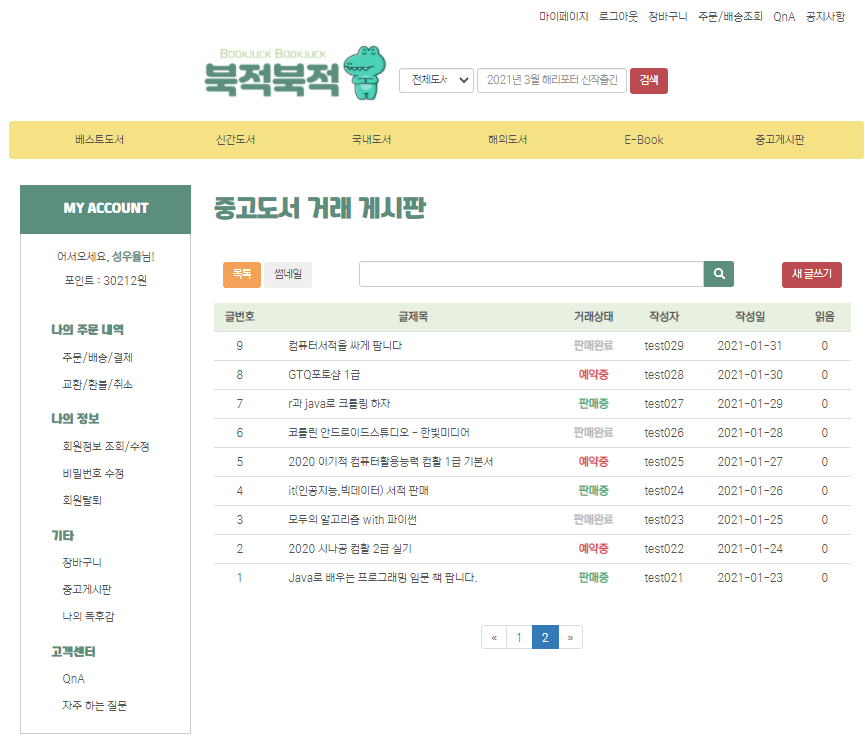 마이페이지 로그아웃 장바구니 주문/배송조회 QnA 공지사항
BOOKJUCK BOOKJUCK
북적북적
전체도서 2021년 3월 해리포터 신작출간 검색
베스트도서 신간도서 국내도서 해외도서 E-Book 중고게시판
MY ACCOUNT
어서오세요, 성우율님!
포인트 : 30212원
나의 주문 내역
주문/배송/결제
교환/환불/취소
나의 정보
회원정보 조회/수정
비밀번호 수정
회원탈퇴
기타
장바구니
중고게시판
나의 독후감
고객센터
QnA
자주 하는 질문
중고도서 거래 게시판
목록 썸네일 새 글쓰기
글번호 글제목 거래상태 작성자 작성일 읽음
9 컴퓨터서적을 싸게 팝니다 판매완료 test029 2021-01-31 0
8 GTQ포토샵 1급 예약중 test028 2021-01-30 0
7 r과 java로 크롤링 하자 판매중 test027 2021-01-29 0
6 코틀린 안드로이드스튜디오 - 한빛미디어 판매완료 test026 2021-01-28 0
5 2020 이기적 컴퓨터활용능력 컴활 1급 기본서 예약중 test025 2021-01-27 0
4 it(인공지능,빅데이터) 서적 판매 판매중 test024 2021-01-26 0
3 모두의 알고리즘 with 파이썬 판매완료 test023 2021-01-25 0
2 2020 시나공 컴활 2급 실기 예약중 test022 2021-01-24 0
1 Java로 배우는 프로그래밍 입문 책 팝니다. 판매중 test021 2021-01-23 0
« 1 2 »